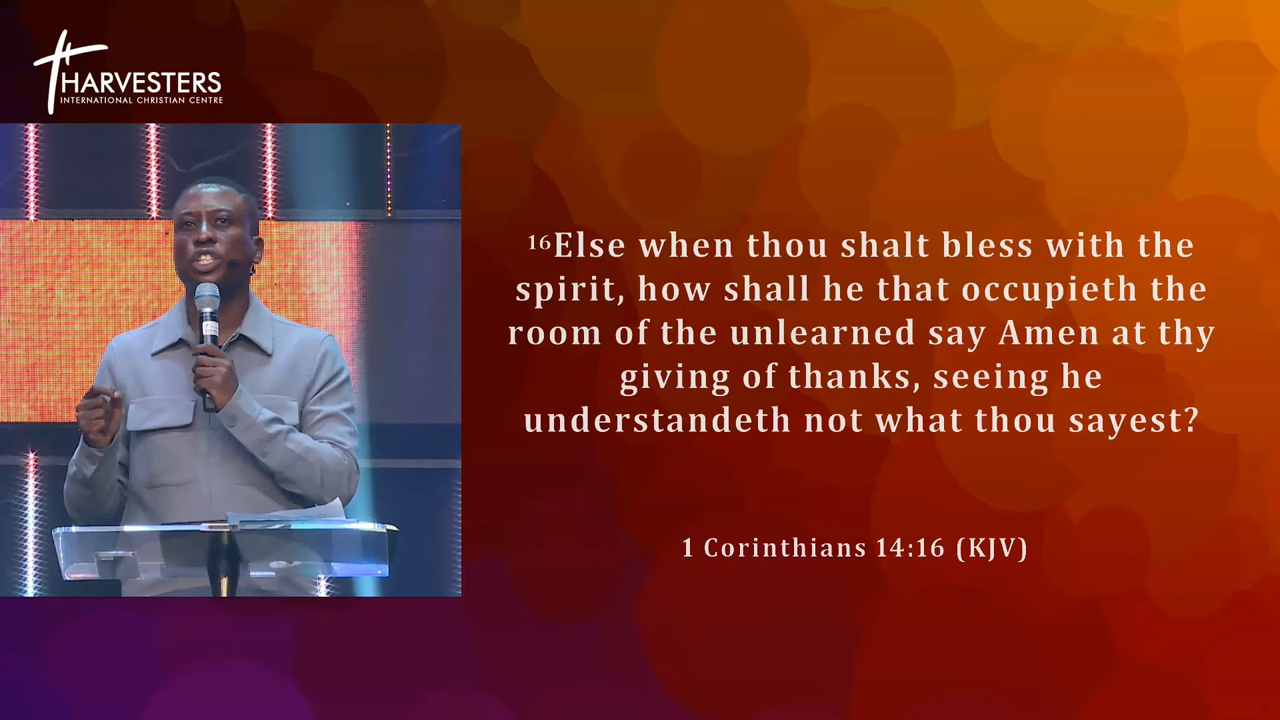 HARVESTERS
INTERNATIONAL CHRISTIAN CENTRE
16Else when thou shalt bless with the
spirit, how shall he that occupieth the
room of the unlearned say Amen at thy
giving of thanks, seeing he
understandeth not what thou sayest?
1 Corinthians 14:16 (KJV)